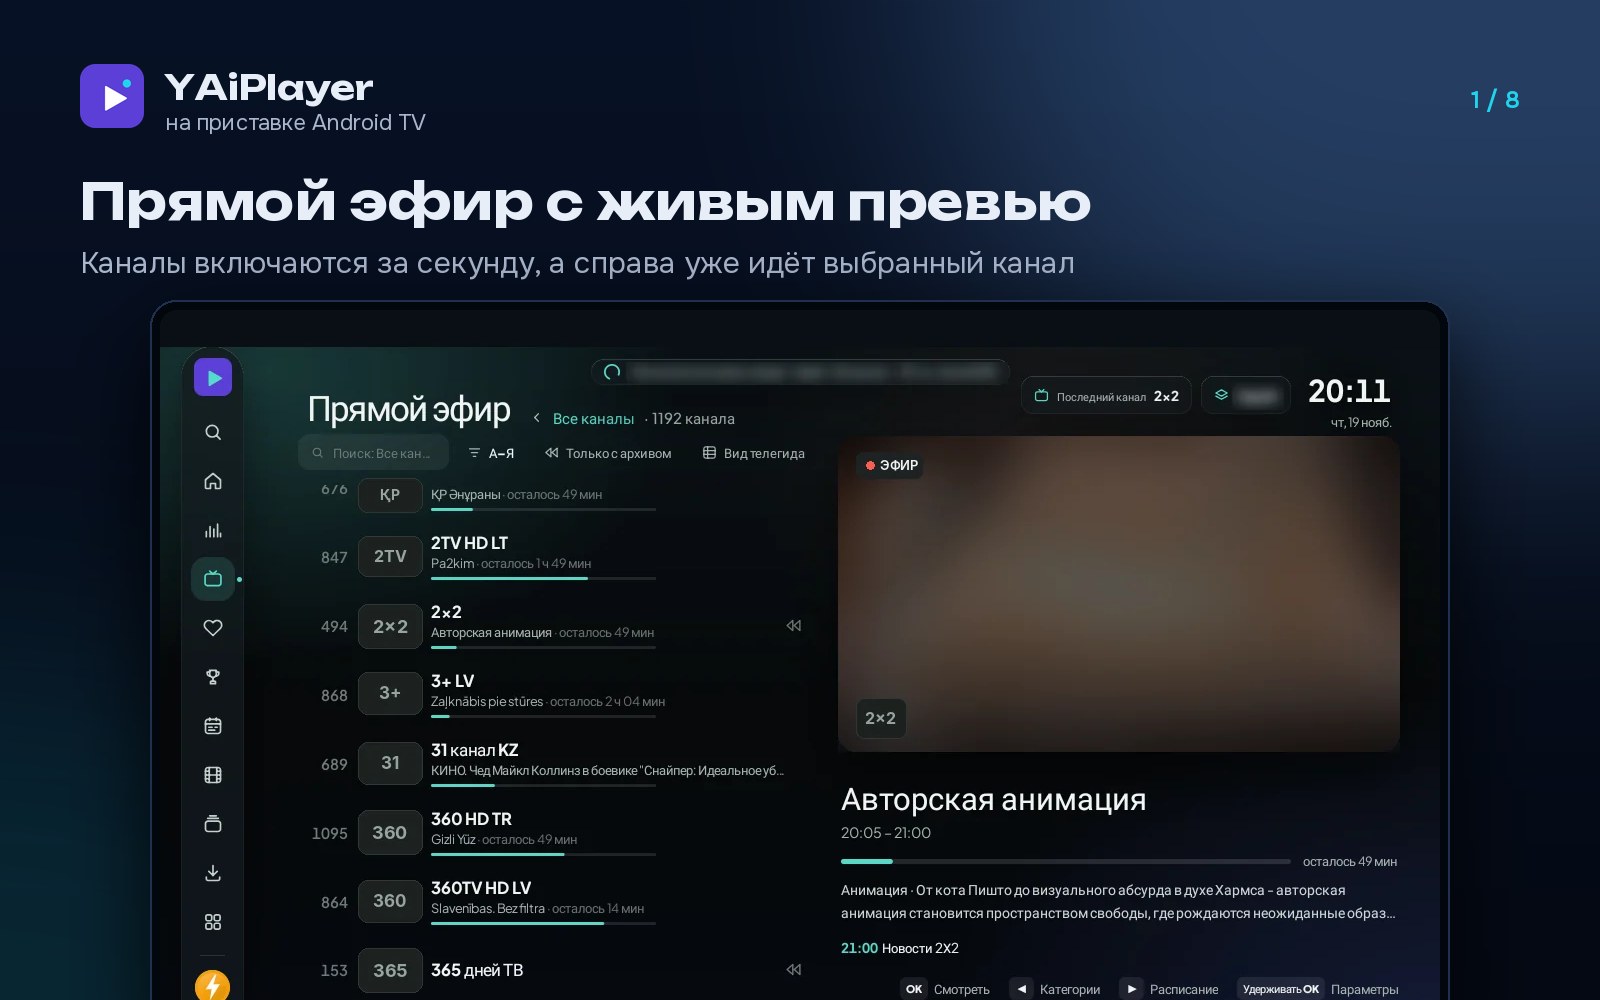 YAiPlayer
на приставке Android TV
1 / 8
Прямой эфир с живым превью
Каналы включаются за секунду, а справа уже идёт выбранный канал
Прямой эфир
Все каналы · 1192 канала
Последний канал 2×2
20:11
чт, 19 нояб.
Поиск: Все кан...
А–Я
Только с архивом
Вид телегида
676
ҚР
ҚР Әнұраны · осталось 49 мин
847
2TV
2TV HD LT
Pa2kim · осталось 1 ч 49 мин
494
2×2
2×2
Авторская анимация · осталось 49 мин
868
3+
3+ LV
Zaļknābis pie stūres · осталось 2 ч 04 мин
689
31
31 канал KZ
КИНО. Чед Майкл Коллинз в боевике "Снайпер: Идеальное уб...
1095
360
360 HD TR
Gizli Yüz · осталось 49 мин
864
360
360TV HD LV
Slavenības. Bez filtra · осталось 14 мин
153
365
365 дней ТВ
ЭФИР
2×2
Авторская анимация
20:05 – 21:00
осталось 49 мин
Анимация · От кота Пишто до визуального абсурда в духе Хармса - авторская
анимация становится пространством свободы, где рождаются неожиданные образ...
21:00 Новости 2Х2
OK Смотреть
Категории
Расписание
Удерживать OK Параметры